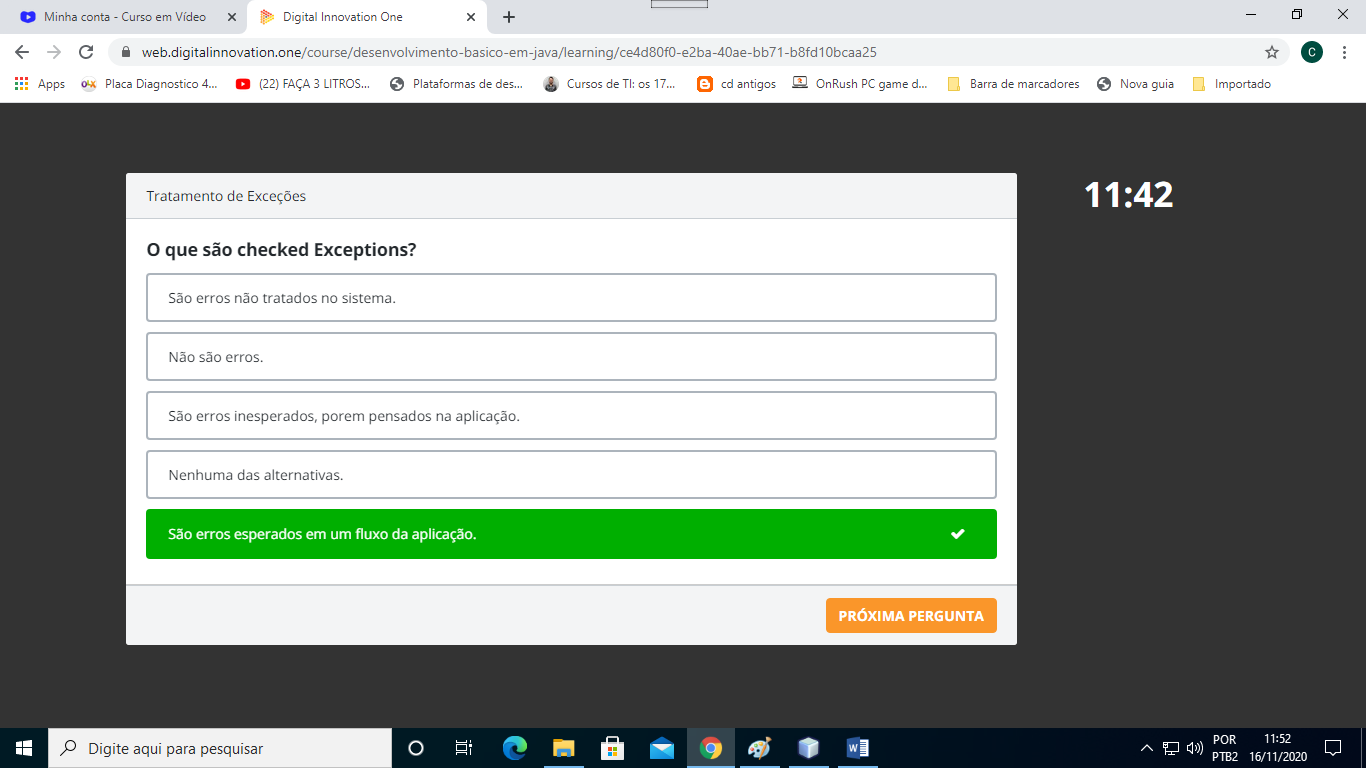 Minha conta - Curso em Vídeo
Digital Innovation One
web.digitalinnovation.one/course/desenvolvimento-basico-em-java/learning/ce4d80f0-e2ba-40ae-bb71-b8fd10bcaa25
C
Apps
OLX
Placa Diagnostico 4...
(22) FAÇA 3 LITROS...
Plataformas de des...
Cursos de TI: os 17...
cd antigos
OnRush PC game d...
Barra de marcadores
Nova guia
Importado
Tratamento de Exceções
11:42
O que são checked Exceptions?
São erros não tratados no sistema.
Não são erros.
São erros inesperados, porem pensados na aplicação.
Nenhuma das alternativas.
São erros esperados em um fluxo da aplicação.
PRÓXIMA PERGUNTA
Digite aqui para pesquisar
POR
PTB2
11:52
16/11/2020